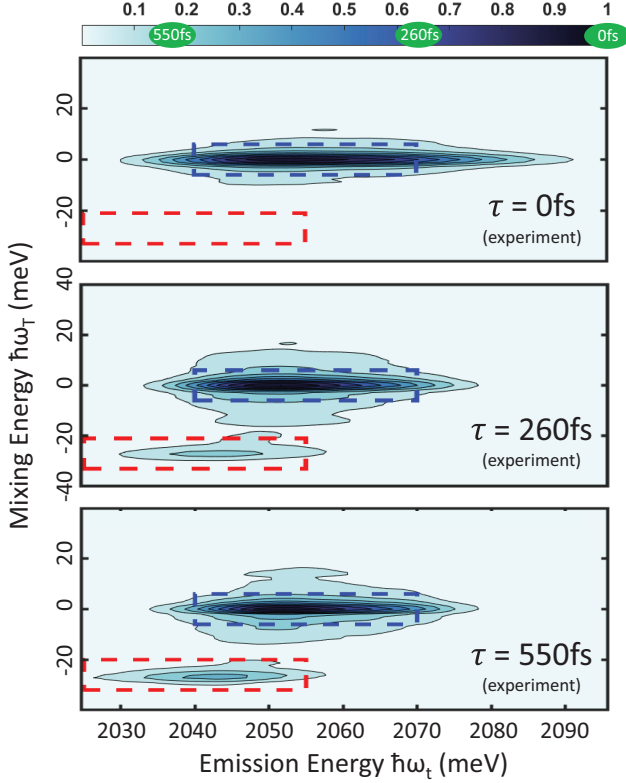 0.1 0.2 0.3 0.4 0.5 0.6 0.7 0.8 0.9 1
550fs 260fs 0fs
20
0
-20
τ = 0fs
(experiment)
40
20
0
-20
-40
τ = 260fs
(experiment)
20
0
-20
τ = 550fs
(experiment)
Mixing Energy ħω_T (meV)
2030 2040 2050 2060 2070 2080 2090
Emission Energy ħω_t (meV)